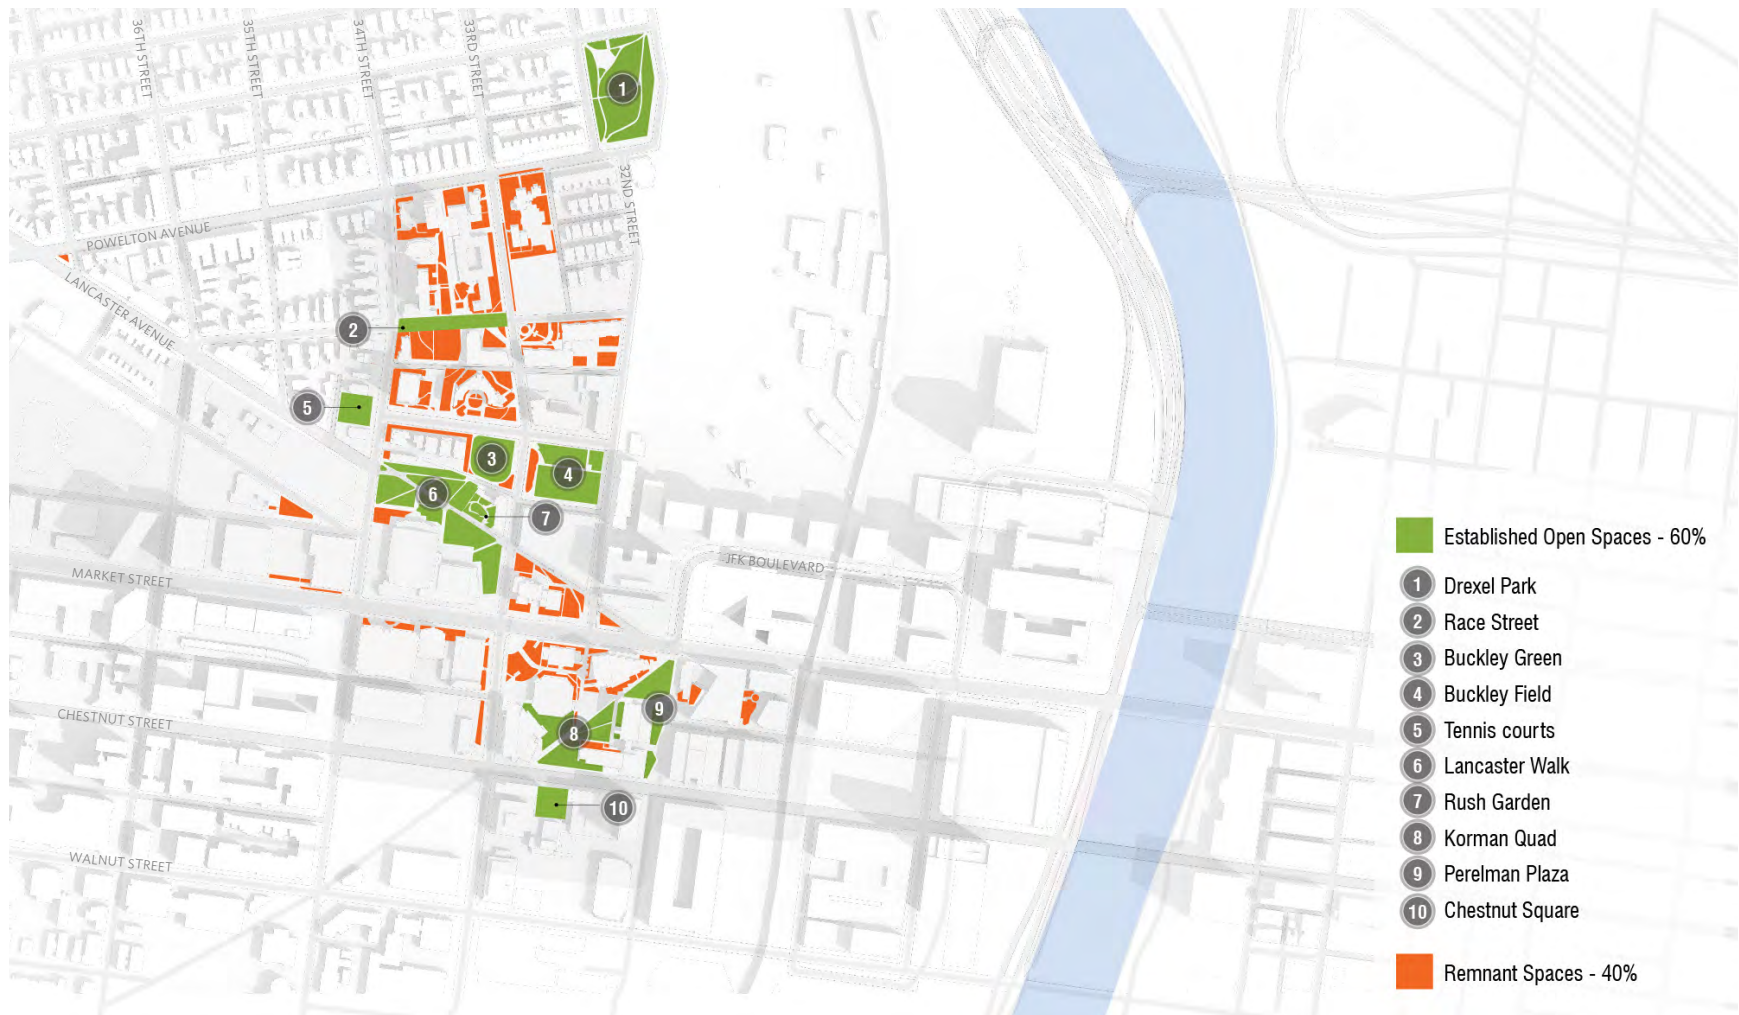 36TH STREET
35TH STREET
34TH STREET
33RD STREET
32ND STREET
POWELTON AVENUE
LANCASTER AVENUE
MARKET STREET
JFK BOULEVARD
CHESTNUT STREET
WALNUT STREET
1
2
5
3
4
6
7
9
8
10
Established Open Spaces - 60%
1 Drexel Park
2 Race Street
3 Buckley Green
4 Buckley Field
5 Tennis courts
6 Lancaster Walk
7 Rush Garden
8 Korman Quad
9 Perelman Plaza
10 Chestnut Square
Remnant Spaces - 40%